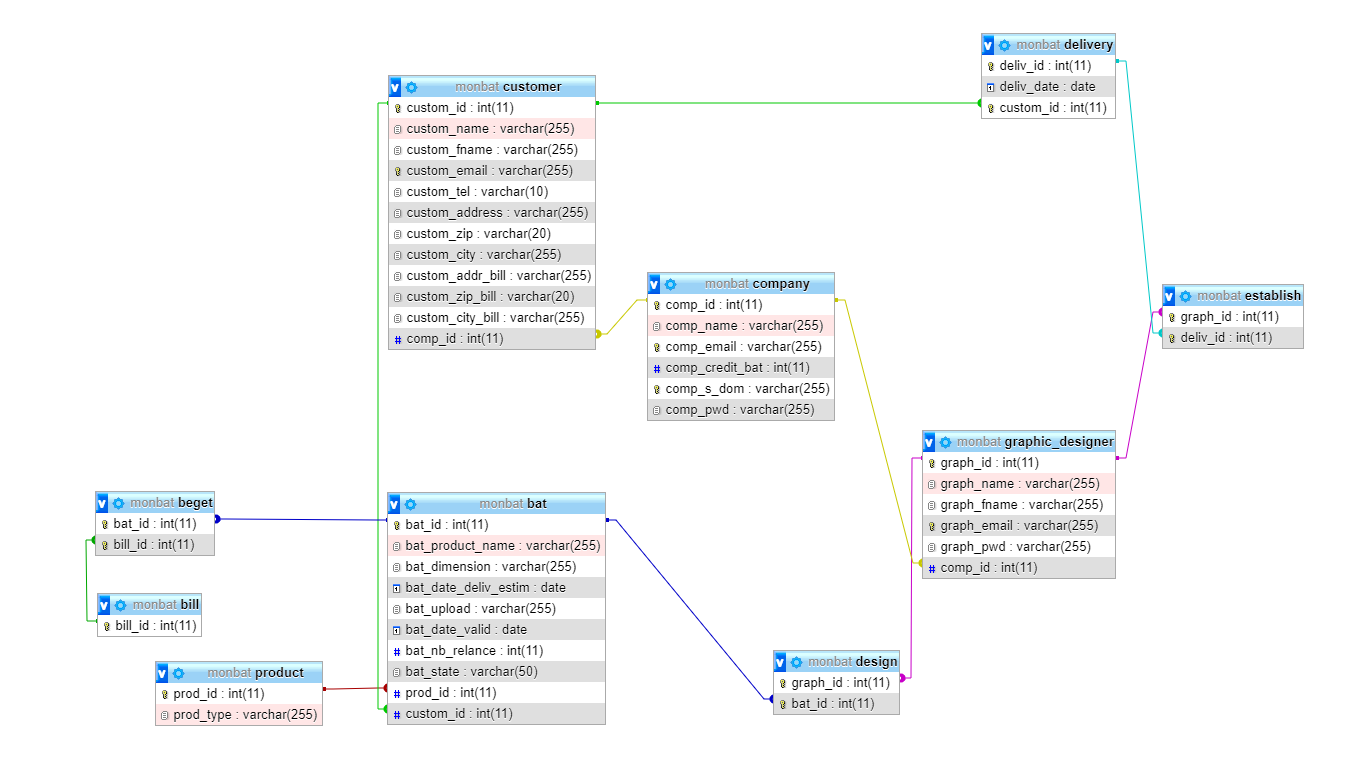 monbat delivery
deliv_id : int(11)
deliv_date : date
custom_id : int(11)
monbat customer
custom_id : int(11)
custom_name : varchar(255)
custom_fname : varchar(255)
custom_email : varchar(255)
custom_tel : varchar(10)
custom_address : varchar(255)
custom_zip : varchar(20)
custom_city : varchar(255)
custom_addr_bill : varchar(255)
custom_zip_bill : varchar(20)
custom_city_bill : varchar(255)
comp_id : int(11)
monbat company
comp_id : int(11)
comp_name : varchar(255)
comp_email : varchar(255)
comp_credit_bat : int(11)
comp_s_dom : varchar(255)
comp_pwd : varchar(255)
monbat establish
graph_id : int(11)
deliv_id : int(11)
monbat graphic_designer
graph_id : int(11)
graph_name : varchar(255)
graph_fname : varchar(255)
graph_email : varchar(255)
graph_pwd : varchar(255)
comp_id : int(11)
monbat beget
bat_id : int(11)
bill_id : int(11)
monbat bat
bat_id : int(11)
bat_product_name : varchar(255)
bat_dimension : varchar(255)
bat_date_deliv_estim : date
bat_upload : varchar(255)
bat_date_valid : date
bat_nb_relance : int(11)
bat_state : varchar(50)
prod_id : int(11)
custom_id : int(11)
monbat bill
bill_id : int(11)
monbat product
prod_id : int(11)
prod_type : varchar(255)
monbat design
graph_id : int(11)
bat_id : int(11)